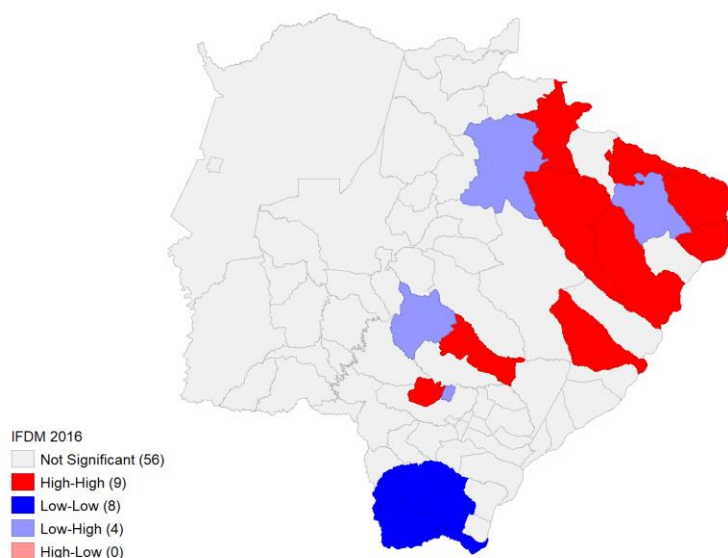 IFDM 2016
Not Significant (56)
High-High (9)
Low-Low (8)
Low-High (4)
High-Low (0)